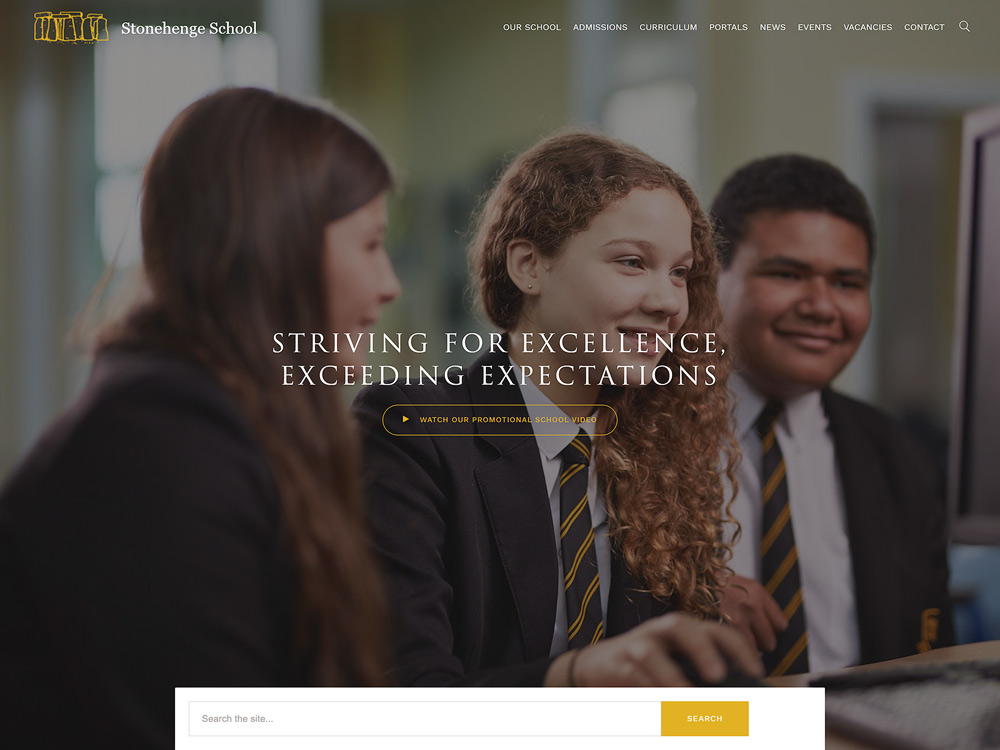 Stonehenge School
OUR SCHOOL ADMISSIONS CURRICULUM PORTALS NEWS EVENTS VACANCIES CONTACT
STRIVING FOR EXCELLENCE,
EXCEEDING EXPECTATIONS
WATCH OUR PROMOTIONAL SCHOOL VIDEO
Search the site...
SEARCH